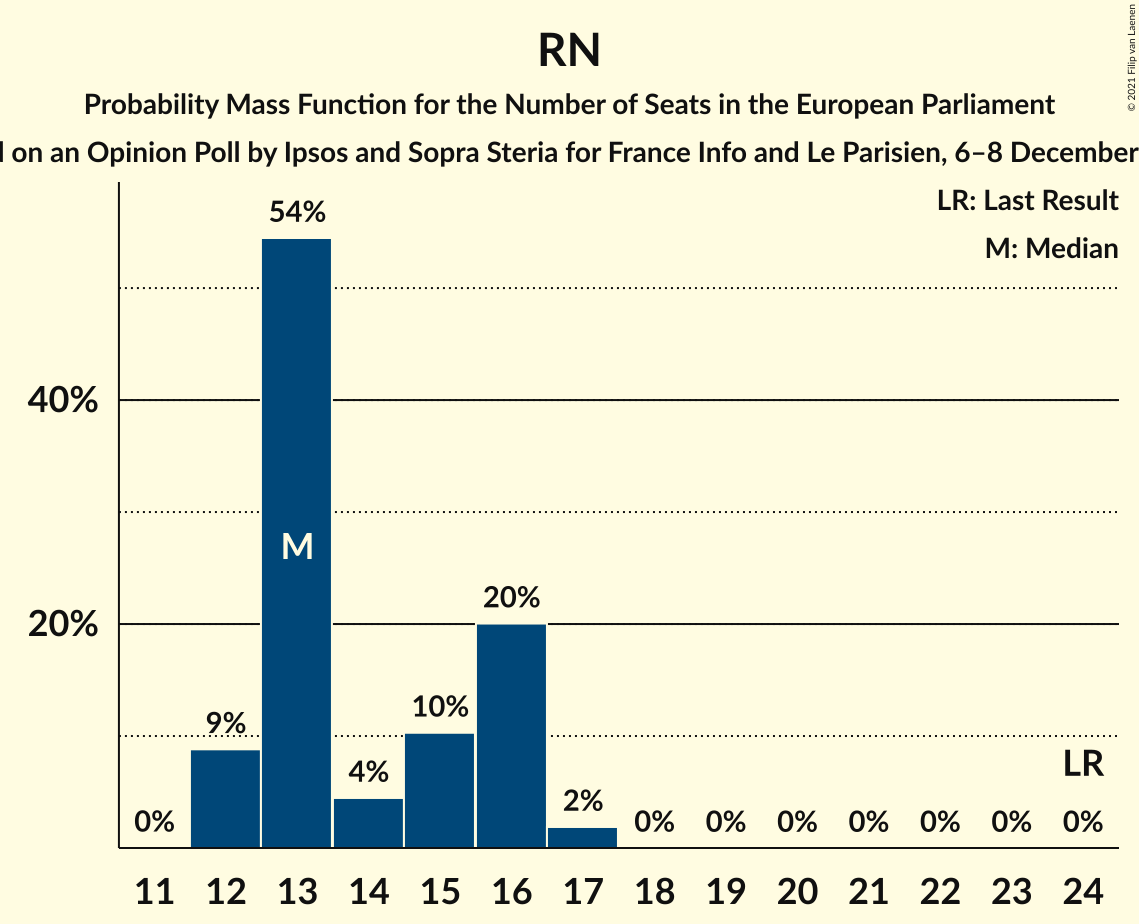 RN
Probability Mass Function for the Number of Seats in the European Parliament
on an Opinion Poll by Ipsos and Sopra Steria for France Info and Le Parisien, 6–8 December
© 2021 Filip van Laenen
LR: Last Result
M: Median
54%
40%
M
20%
20%
10%
9%
4%
LR
2%
0%
0% 0% 0% 0% 0% 0% 0%
11 12 13 14 15 16 17 18 19 20 21 22 23 24